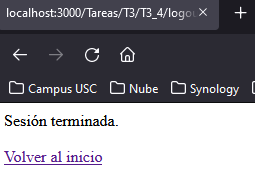 localhost:3000/Tareas/T3/T3_4/logou
Campus USC
Nube
Synology
Sesión terminada.
Volver al inicio